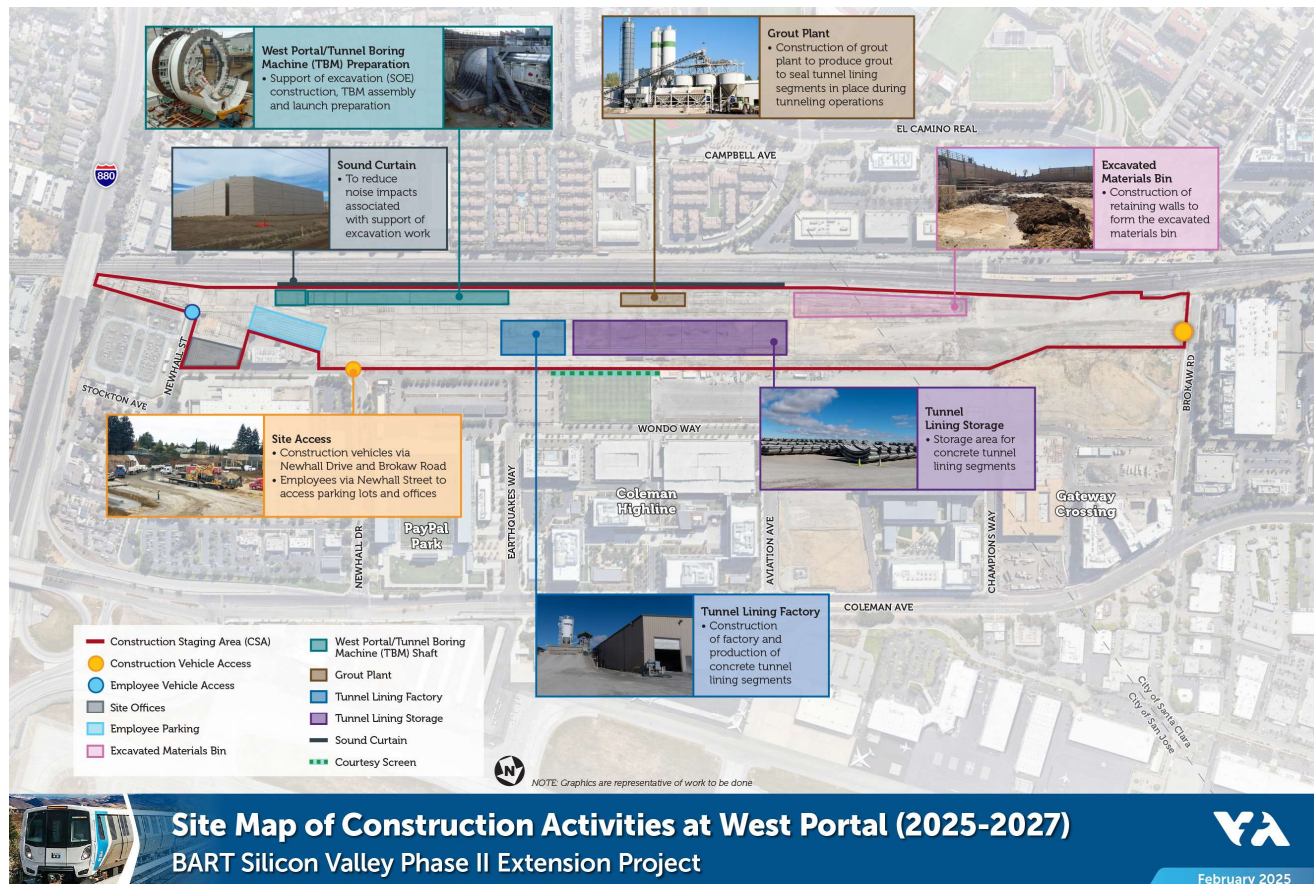 West Portal/Tunnel Boring
Machine (TBM) Preparation
• Support of excavation (SOE)
construction, TBM assembly
and launch preparation
Grout Plant
• Construction of grout
plant to produce grout
to seal tunnel lining
segments in place during
tunneling operations
EL CAMINO REAL
CAMPBELL AVE
880
Sound Curtain
• To reduce
noise impacts
associated
with support of
excavation work
Excavated
Materials Bin
• Construction of
retaining walls to
form the excavated
materials bin
NEWHALL ST
STOCKTON AVE
BROKAW RD
Site Access
• Construction vehicles via
Newhall Drive and Brokaw Road
• Employees via Newhall Street to
access parking lots and offices
WONDO WAY
Tunnel
Lining Storage
• Storage area for
concrete tunnel
lining segments
NEWHALL DR
PayPal
Park
EARTHQUAKES WAY
Coleman
Highline
AVIATION AVE
CHAMPIONS WAY
Gateway
Crossing
COLEMAN AVE
Tunnel Lining Factory
• Construction
of factory and
production of
concrete tunnel
lining segments
City of Santa Clara
City of San Jose
Construction Staging Area (CSA)
Construction Vehicle Access
Employee Vehicle Access
Site Offices
Employee Parking
Excavated Materials Bin
West Portal/Tunnel Boring
Machine (TBM) Shaft
Grout Plant
Tunnel Lining Factory
Tunnel Lining Storage
Sound Curtain
Courtesy Screen
N
NOTE: Graphics are representative of work to be done
Site Map of Construction Activities at West Portal (2025-2027)
BART Silicon Valley Phase II Extension Project
VTA
February 2025